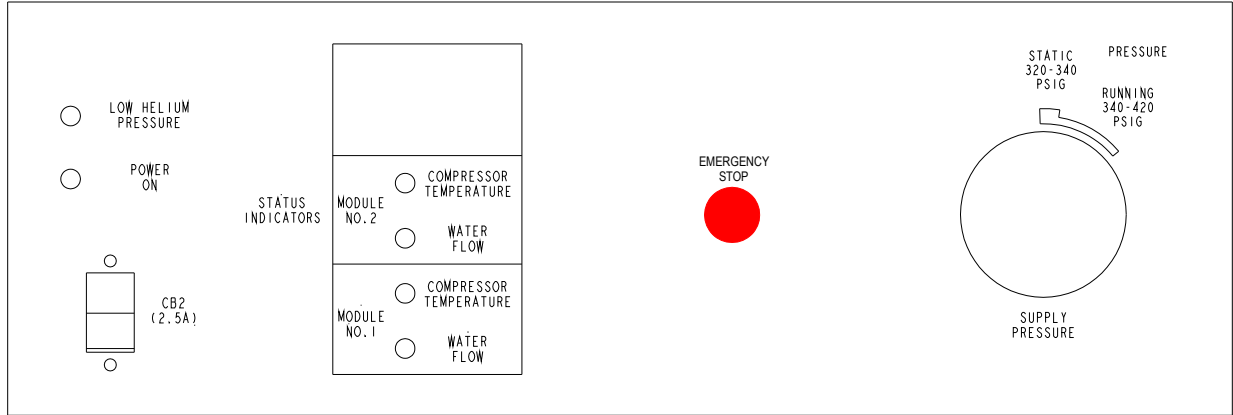 LOW HELIUM
PRESSURE
POWER
ON
CB2
(2.5A)
STATUS
INDICATORS
MODULE
NO.2
COMPRESSOR
TEMPERATURE
WATER
FLOW
MODULE
NO.1
COMPRESSOR
TEMPERATURE
WATER
FLOW
EMERGENCY
STOP
STATIC
320-340
PSIG
PRESSURE
RUNNING
340-420
PSIG
SUPPLY
PRESSURE